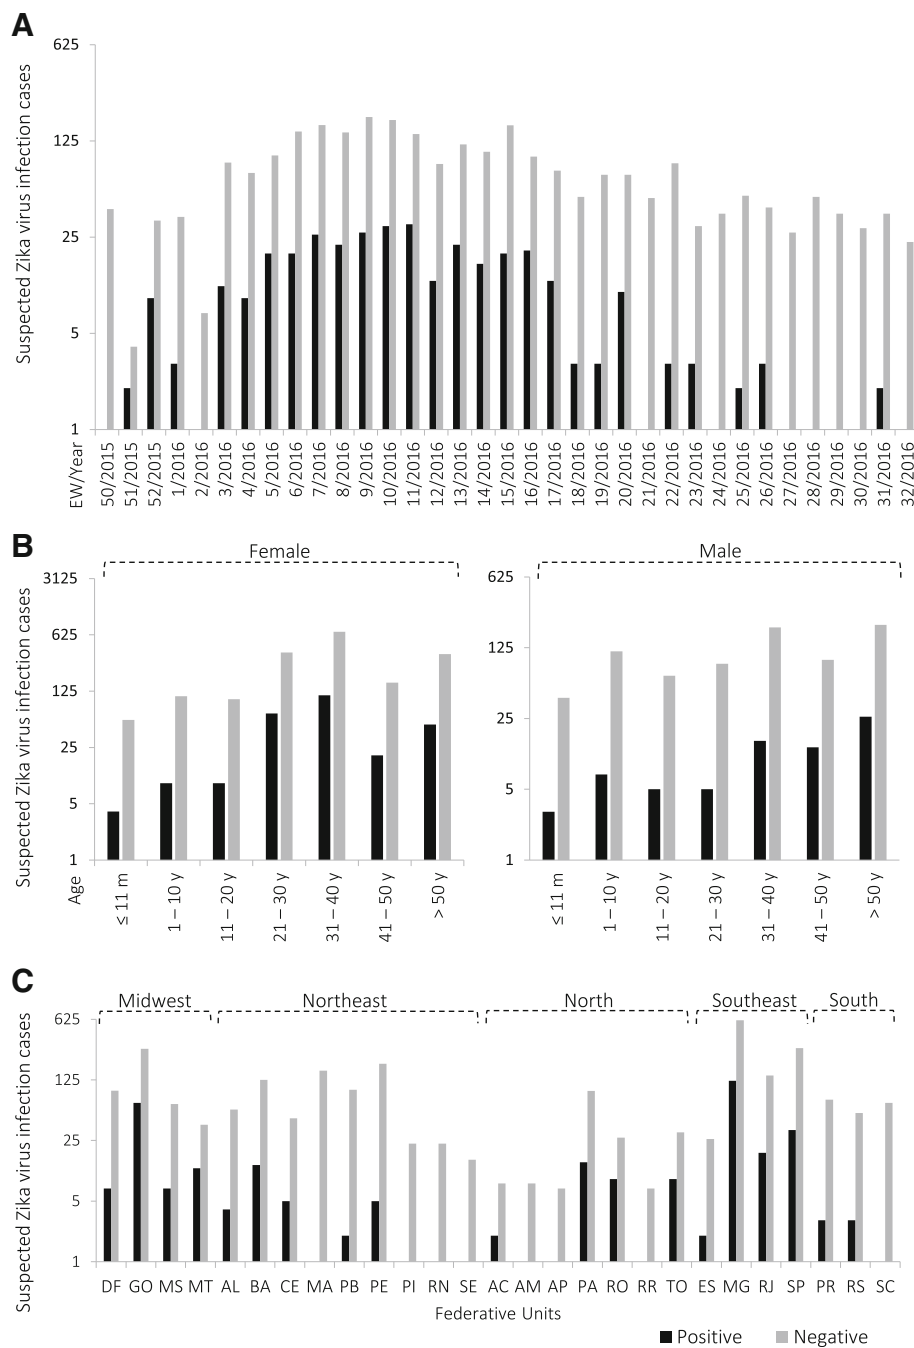 A
Suspected Zika virus infection cases
625
125
25
5
1
EW/Year
50/2015
51/2015
52/2015
1/2016
2/2016
3/2016
4/2016
5/2016
6/2016
7/2016
8/2016
9/2016
10/2016
11/2016
12/2016
13/2016
14/2016
15/2016
16/2016
17/2016
18/2016
19/2016
20/2016
21/2016
22/2016
23/2016
24/2016
25/2016
26/2016
27/2016
28/2016
29/2016
30/2016
31/2016
32/2016
B
Female
Suspected Zika virus infection cases
3125
625
125
25
5
1
Age
≤ 11 m
1 – 10 y
11 – 20 y
21 – 30 y
31 – 40 y
41 – 50 y
> 50 y
Male
625
125
25
5
1
≤ 11 m
1 – 10 y
11 – 20 y
21 – 30 y
31 – 40 y
41 – 50 y
> 50 y
C
Midwest
Northeast
North
Southeast
South
Suspected Zika virus infection cases
625
125
25
5
1
DF GO MS MT AL BA CE MA PB PE PI RN SE AC AM AP PA RO RR TO ES MG RJ SP PR RS SC
Federative Units
Positive
Negative